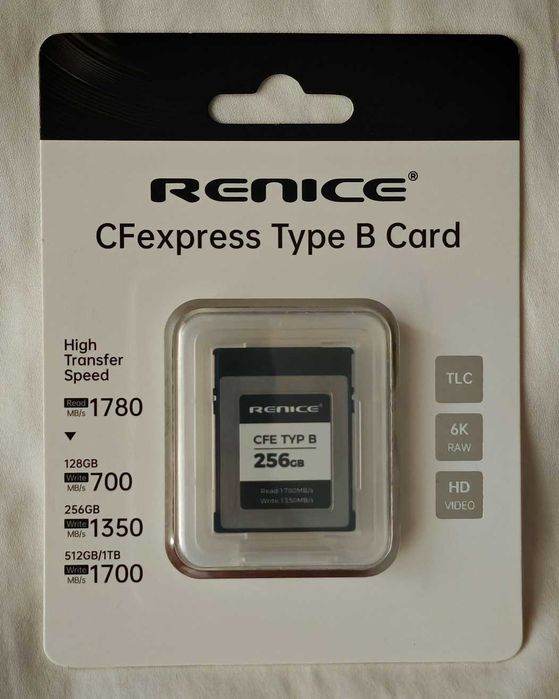 RENICE®
CFexpress Type B Card
High
Transfer
Speed
Read MB/s 1780
128GB
Write MB/s 700
256GB
Write MB/s 1350
512GB/1TB
Write MB/s 1700
RENICE
CFE TYP B
256GB
Read 1780MB/s
Write 1350MB/s
TLC
6K
RAW
HD
VIDEO